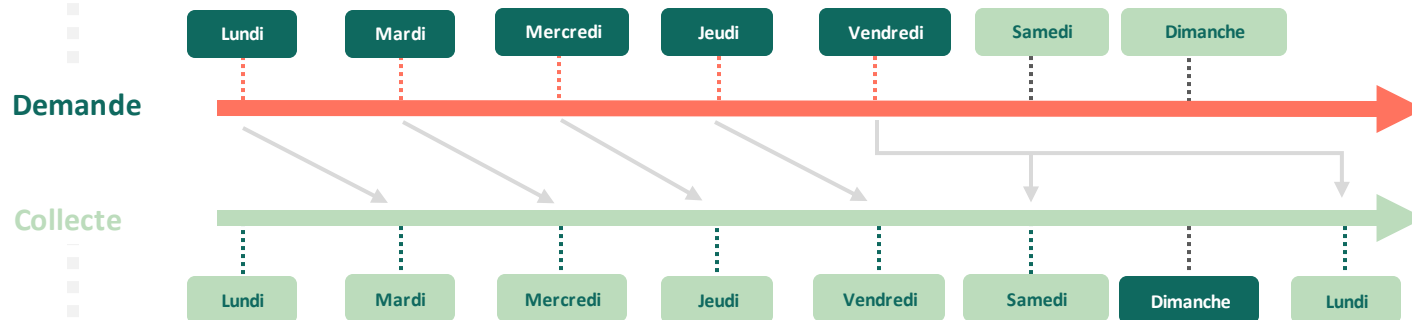 Lundi Mardi Mercredi Jeudi Vendredi Samedi Dimanche
Demande
Collecte
Lundi Mardi Mercredi Jeudi Vendredi Samedi Dimanche Lundi